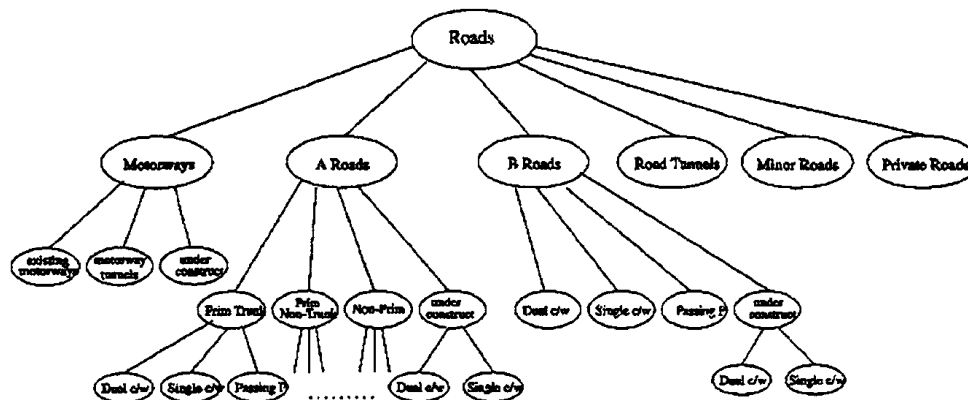 Roads
Motorways
A Roads
B Roads
Road Tunnels
Minor Roads
Private Roads
existing
motorways
motorway
tunnels
under
construct
Prim Trunk
Prim
Non-Trunk
Non-Prim
under
construct
Dual c/w
Single c/w
Passing P
under
construct
Dual c/w
Single c/w
Passing P
.........
Dual c/w
Single c/w
Dual c/w
Single c/w